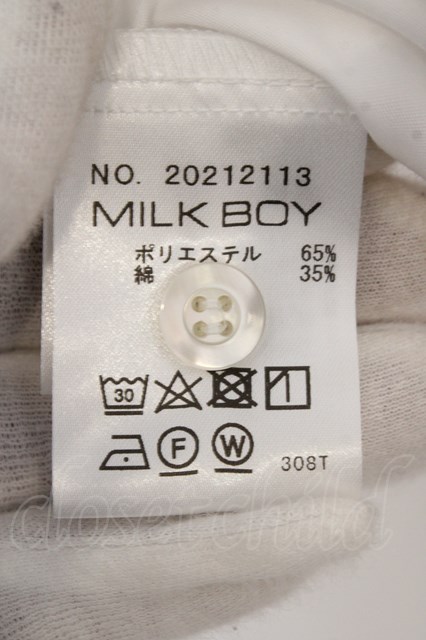 NO. 20212113
MILK BOY
ポリエステル 65%
綿 35%
30
F W 308T
closet child